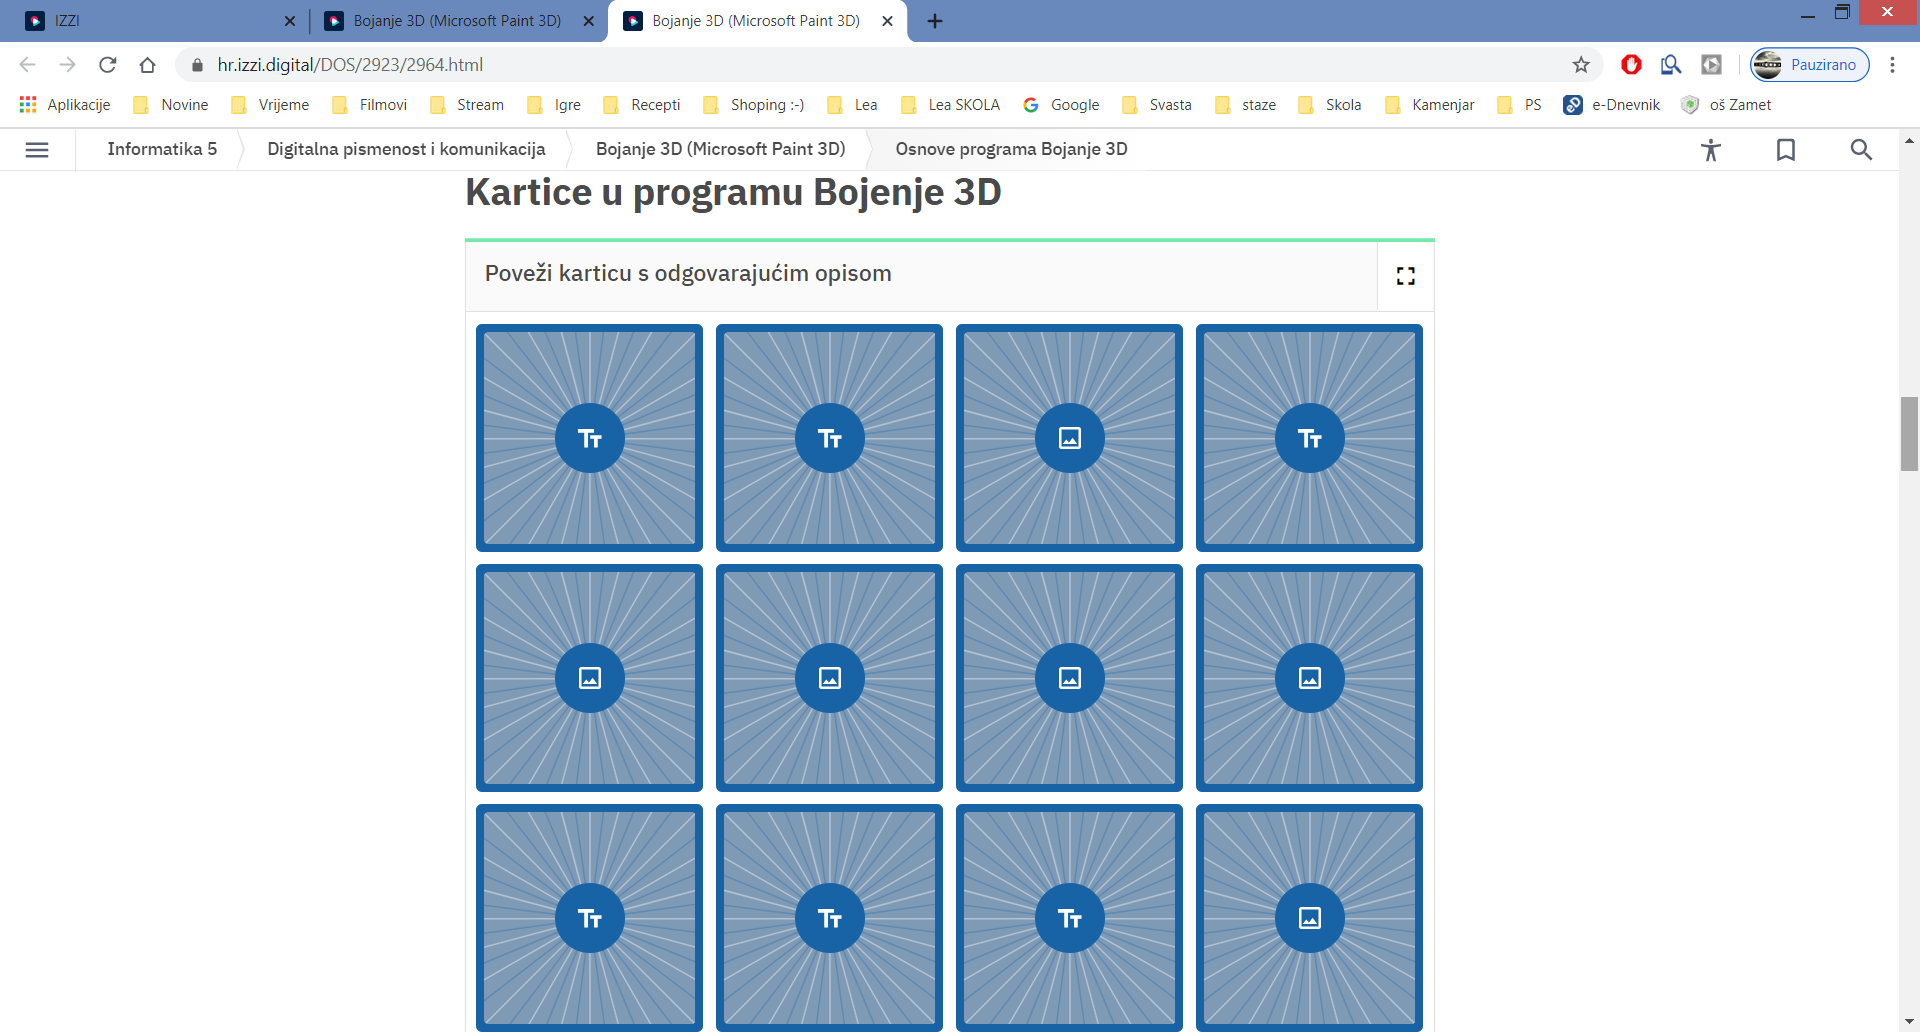 IZZI
Bojanje 3D (Microsoft Paint 3D)
Bojanje 3D (Microsoft Paint 3D)
hr.izzi.digital/DOS/2923/2964.html
Pauzirano
Aplikacije Novine Vrijeme Filmovi Stream Igre Recepti Shoping :-) Lea Lea SKOLA Google Svasta staze Skola Kamenjar PS e-Dnevnik oš Zamet
Informatika 5 Digitalna pismenost i komunikacija Bojanje 3D (Microsoft Paint 3D) Osnove programa Bojanje 3D
Kartice u programu Bojenje 3D
Poveži karticu s odgovarajućim opisom